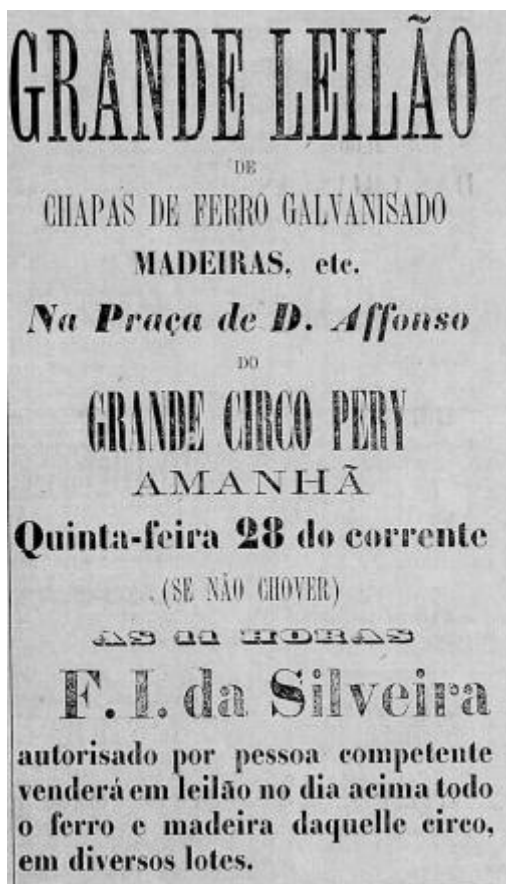 GRANDE LEILÃO
DE
CHAPAS DE FERRO GALVANISADO
MADEIRAS, etc.
Na Praça de D. Affonso
DO
GRANDE CIRCO PERY
AMANHÃ
Quinta-feira 28 do corrente
(SE NÃO CHOVER)
AS 11 HORAS
F. I. da Silveira
autorisado por pessoa competente
venderá em leilão no dia acima todo
o ferro e madeira daquelle circo,
em diversos lotes.